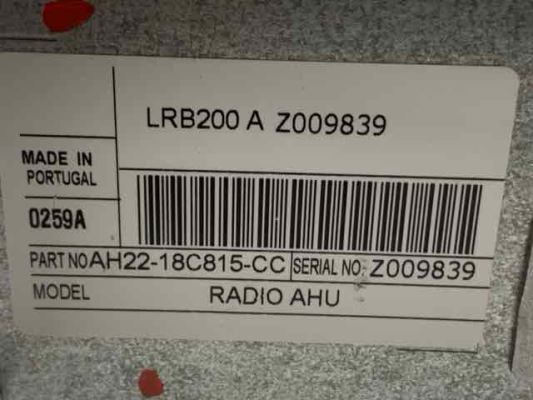 LRB200 A Z009839
MADE IN
PORTUGAL
0259A
PART NO AH22-18C815-CC SERIAL NO: Z009839
MODEL RADIO AHU